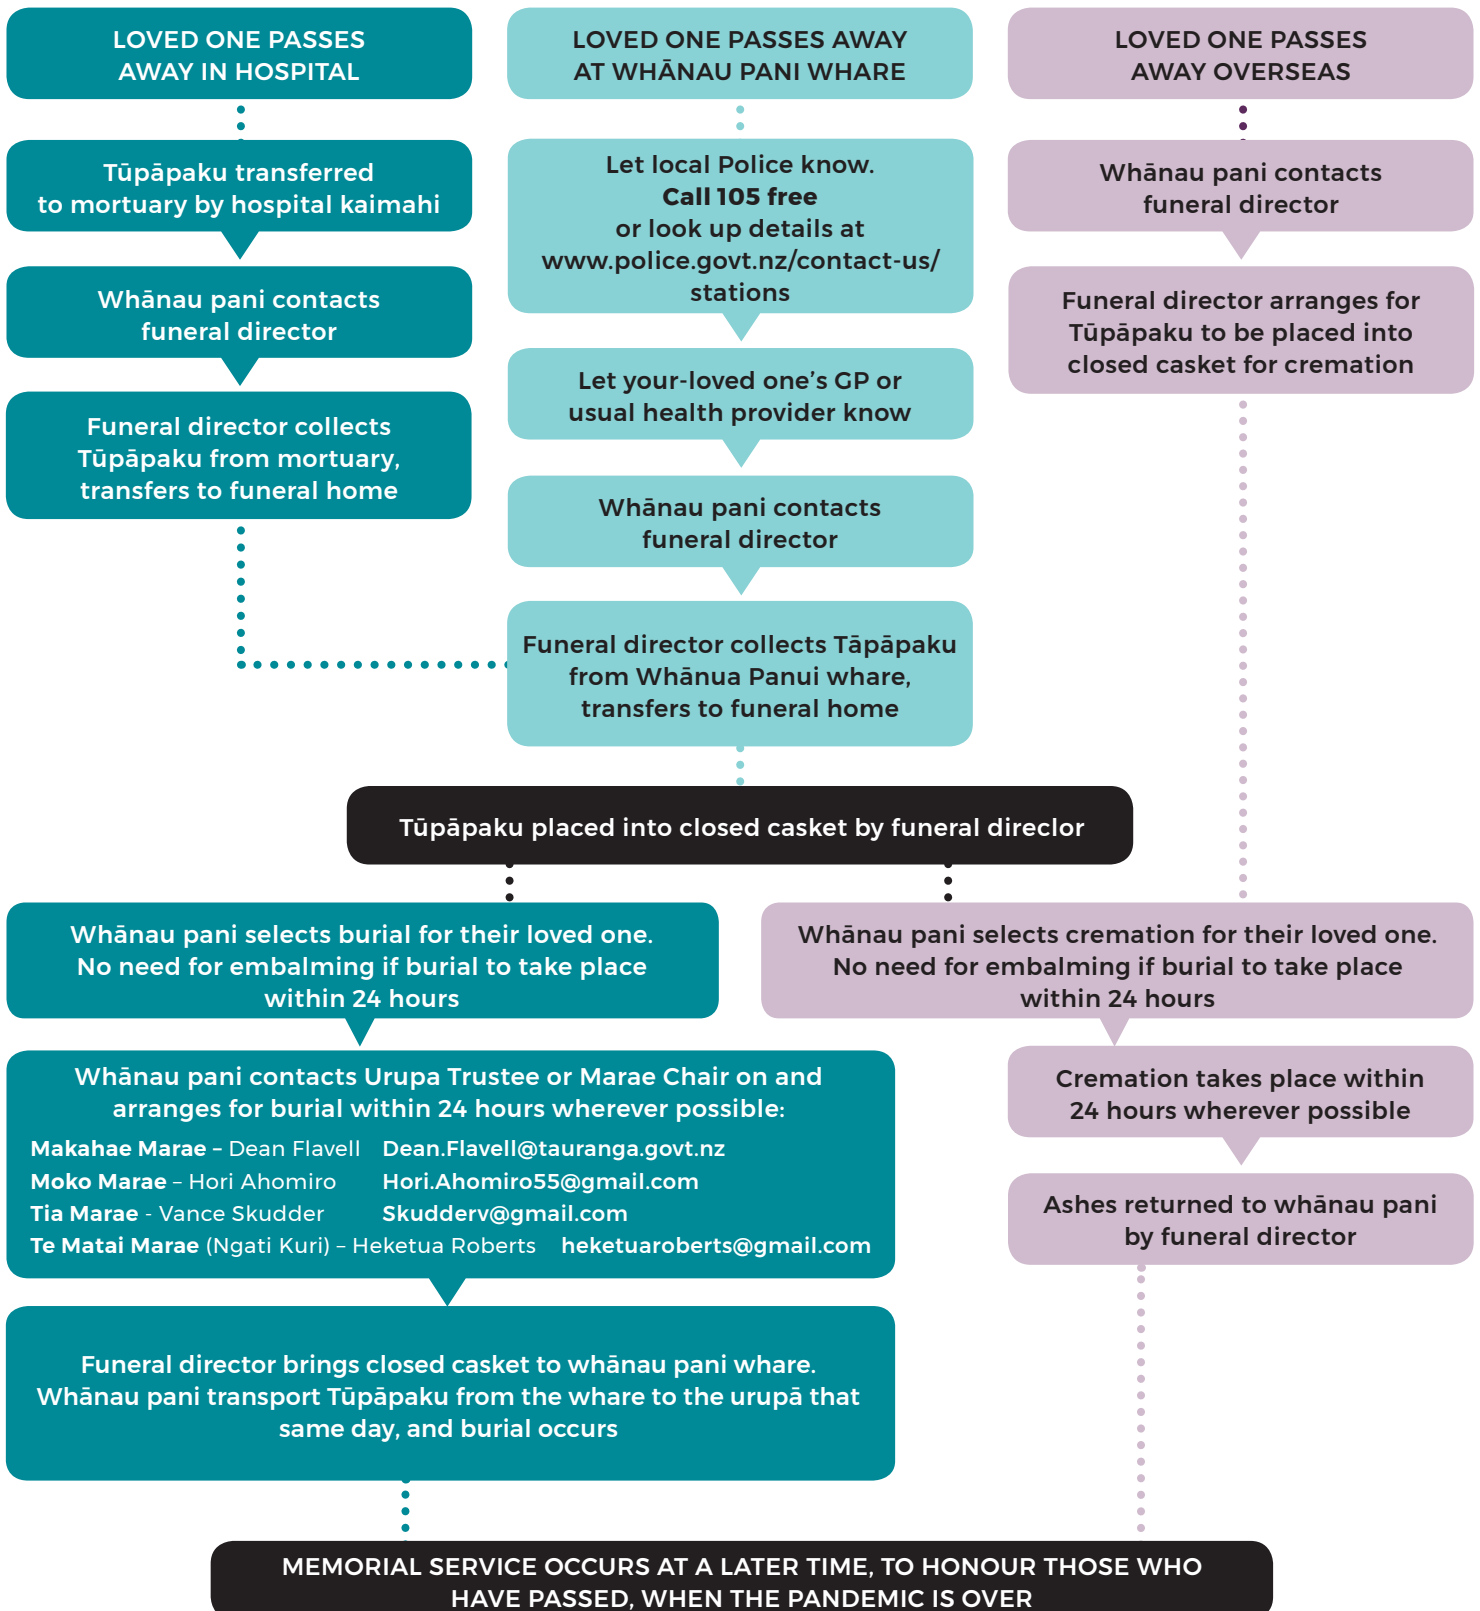 LOVED ONE PASSES
AWAY IN HOSPITAL
Tūpāpaku transferred
to mortuary by hospital kaimahi
Whānau pani contacts
funeral director
Funeral director collects
Tūpāpaku from mortuary,
transfers to funeral home
LOVED ONE PASSES AWAY
AT WHĀNAU PANI WHARE
Let local Police know.
Call 105 free
or look up details at
www.police.govt.nz/contact-us/
stations
Let your-loved one's GP or
usual health provider know
Whānau pani contacts
funeral director
Funeral director collects Tāpāpaku
from Whānua Panui whare,
transfers to funeral home
LOVED ONE PASSES
AWAY OVERSEAS
Whānau pani contacts
funeral director
Funeral director arranges for
Tūpāpaku to be placed into
closed casket for cremation
Tūpāpaku placed into closed casket by funeral direclor
Whānau pani selects burial for their loved one.
No need for embalming if burial to take place
within 24 hours
Whānau pani contacts Urupa Trustee or Marae Chair on and
arranges for burial within 24 hours wherever possible:
Makahae Marae – Dean Flavell Dean.Flavell@tauranga.govt.nz
Moko Marae – Hori Ahomiro Hori.Ahomiro55@gmail.com
Tia Marae - Vance Skudder Skudderv@gmail.com
Te Matai Marae (Ngati Kuri) – Heketua Roberts heketuaroberts@gmail.com
Funeral director brings closed casket to whānau pani whare.
Whānau pani transport Tūpāpaku from the whare to the urupā that
same day, and burial occurs
Whānau pani selects cremation for their loved one.
No need for embalming if burial to take place
within 24 hours
Cremation takes place within
24 hours wherever possible
Ashes returned to whānau pani
by funeral director
MEMORIAL SERVICE OCCURS AT A LATER TIME, TO HONOUR THOSE WHO
HAVE PASSED, WHEN THE PANDEMIC IS OVER